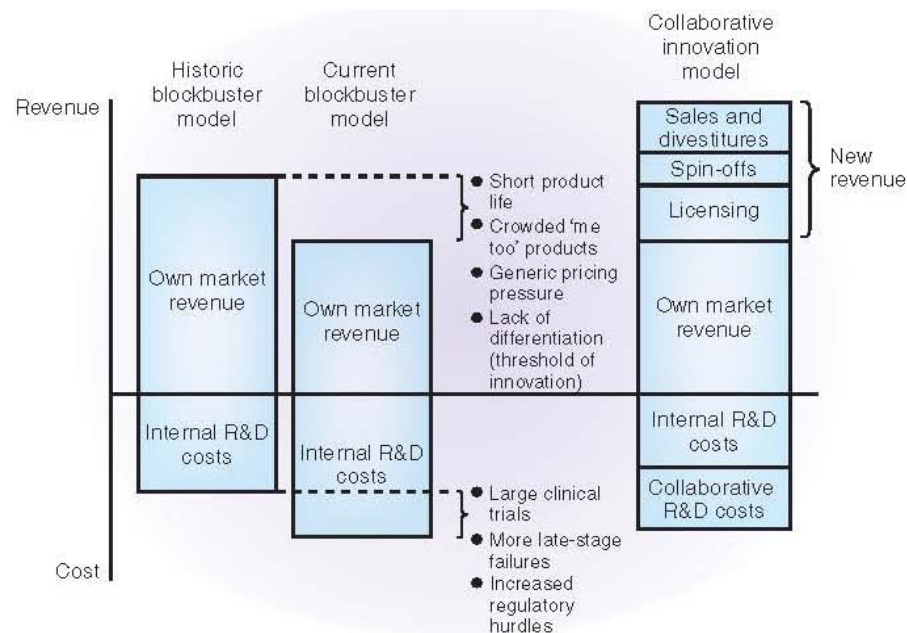 Collaborative
innovation
model
Historic
blockbuster
model
Current
blockbuster
model
Revenue
Sales and
divestitures
Spin-offs
Licensing
New
revenue
● Short product
life
● Crowded ‘me
too’ products
● Generic pricing
pressure
● Lack of
differentiation
(threshold of
innovation)
Own market
revenue
Own market
revenue
Own market
revenue
Internal R&D
costs
Internal R&D
costs
Internal R&D
costs
Collaborative
R&D costs
● Large clinical
trials
● More late-stage
failures
● Increased
regulatory
hurdles
Cost